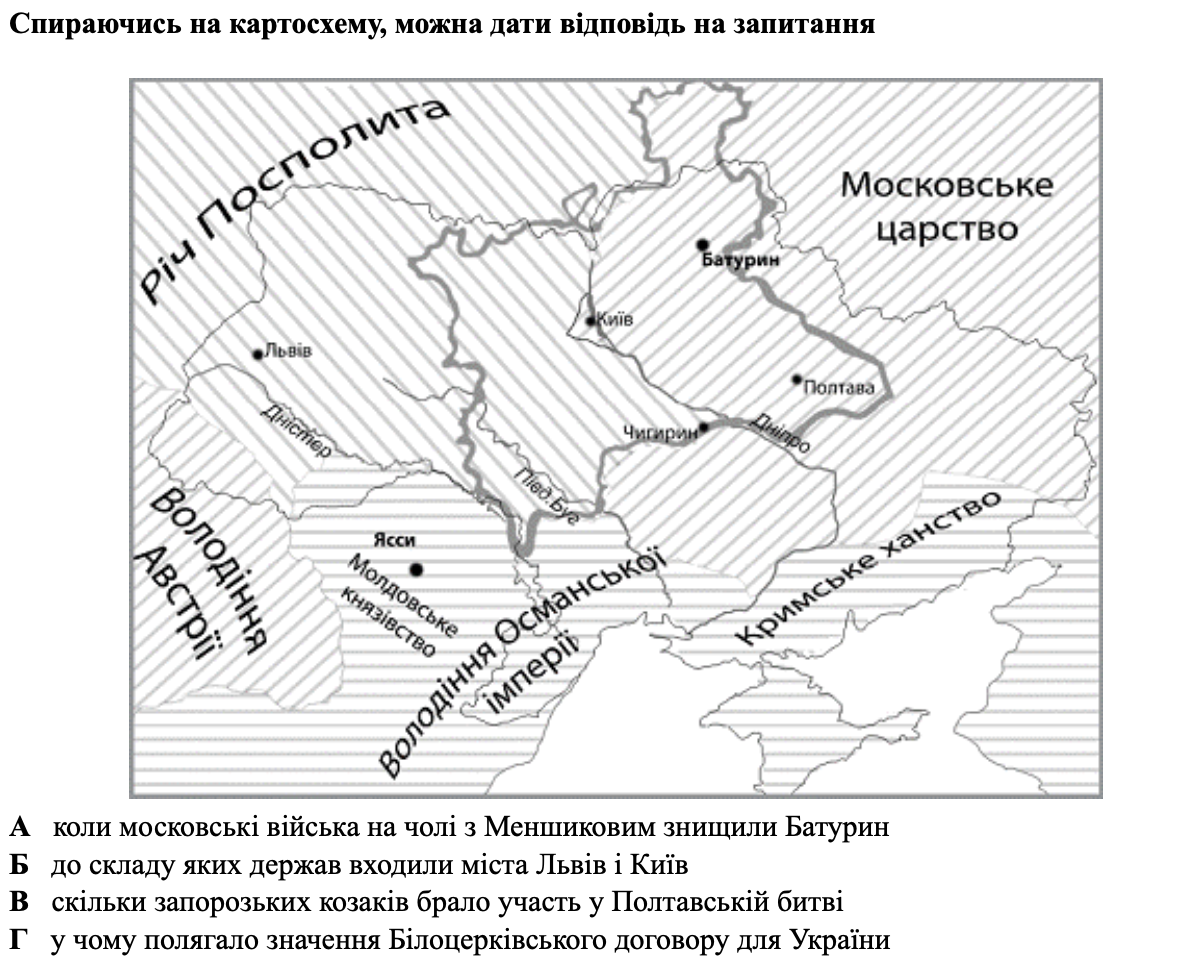 Спираючись на картосхему, можна дати відповідь на запитання
Річ Посполита
Московське
царство
Батурин
Київ
Львів
Полтава
Дністер
Чигирин
Дніпро
Півд.Буг
Володіння
Австрії
Ясси
Молдовське
князівство
Володіння Османської
імперії
Кримське ханство
А коли московські війська на чолі з Меншиковим знищили Батурин
Б до складу яких держав входили міста Львів і Київ
В скільки запорозьких козаків брало участь у Полтавській битві
Г у чому полягало значення Білоцерківського договору для України